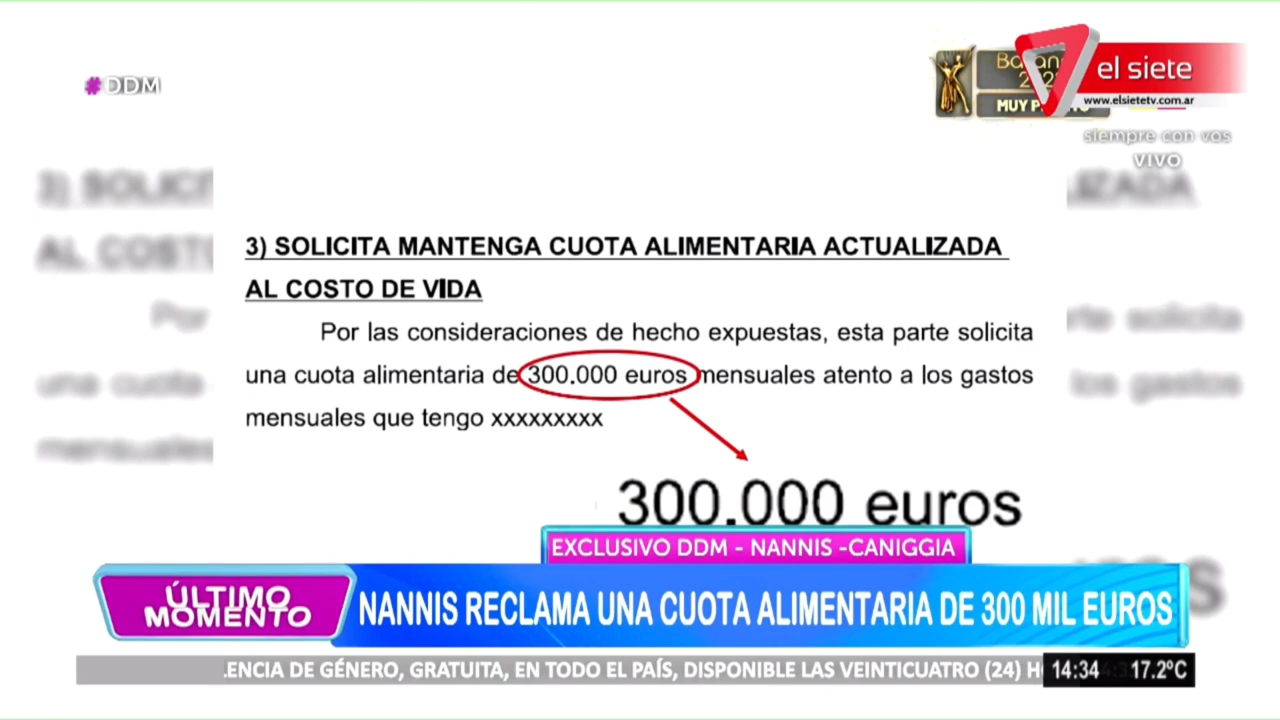 #DDM
el siete
www.elsietetv.com.ar
MUY
siempre con vos
VIVO
3) SOLICITA MANTENGA CUOTA ALIMENTARIA ACTUALIZADA
AL COSTO DE VIDA
Por las consideraciones de hecho expuestas, esta parte solicita
una cuota alimentaria de 300.000 euros mensuales atento a los gastos
mensuales que tengo xxxxxxxxx
300.000 euros
EXCLUSIVO DDM - NANNIS -CANIGGIA
ÚLTIMO
MOMENTO
NANNIS RECLAMA UNA CUOTA ALIMENTARIA DE 300 MIL EUROS
.ENCIA DE GÉNERO, GRATUITA, EN TODO EL PAÍS, DISPONIBLE LAS VEINTICUATRO (24) H
14:34 17.2ºC